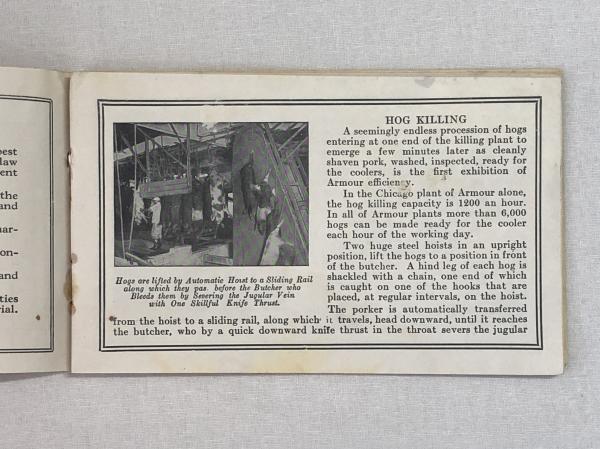 est
law
ent
the
and
ar-
on-
and
ties
rial.
HOG KILLING
A seemingly endless procession of hogs
entering at one end of the killing plant to
emerge a few minutes later as cleanly
shaven pork, washed, inspected, ready for
the coolers, is the first exhibition of
Armour efficiency.
In the Chicago plant of Armour alone,
the hog killing capacity is 1200 an hour.
In all of Armour plants more than 6,000
hogs can be made ready for the cooler
each hour of the working day.
Two huge steel hoists in an upright
position, lift the hogs to a position in front
of the butcher. A hind leg of each hog is
shackled with a chain, one end of which
is caught on one of the hooks that are
placed, at regular intervals, on the hoist.
The porker is automatically transferred
from the hoist to a sliding rail, along which it travels, head downward, until it reaches
the butcher, who by a quick downward knife thrust in the throat severs the jugular
Hogs are lifted by Automatic Hoist to a Sliding Rail
along which they pas. before the Butcher who
Bleeds them by Severing the Jugular Vein
with One Skillful Knife Thrust.